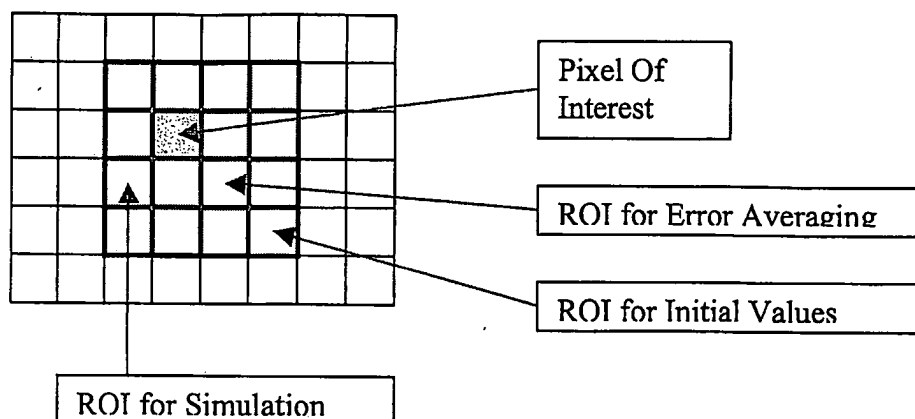 Pixel Of
Interest
ROI for Error Averaging
ROI for Initial Values
ROI for Simulation